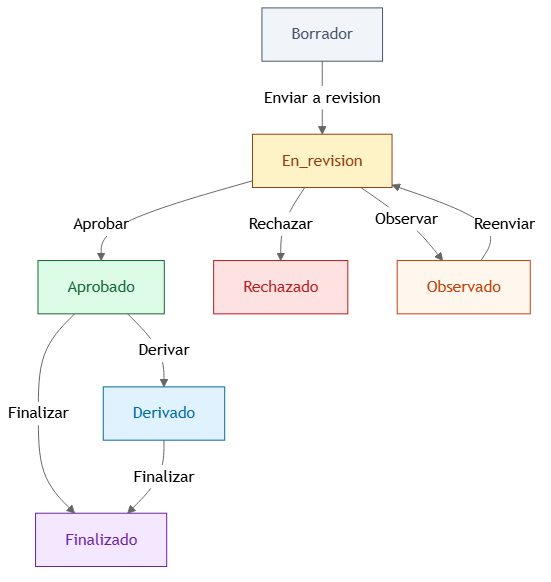 Borrador
Enviar a revision
En_revision
Aprobar
Rechazar
Observar
Reenviar
Aprobado
Rechazado
Observado
Derivar
Finalizar
Derivado
Finalizar
Finalizado